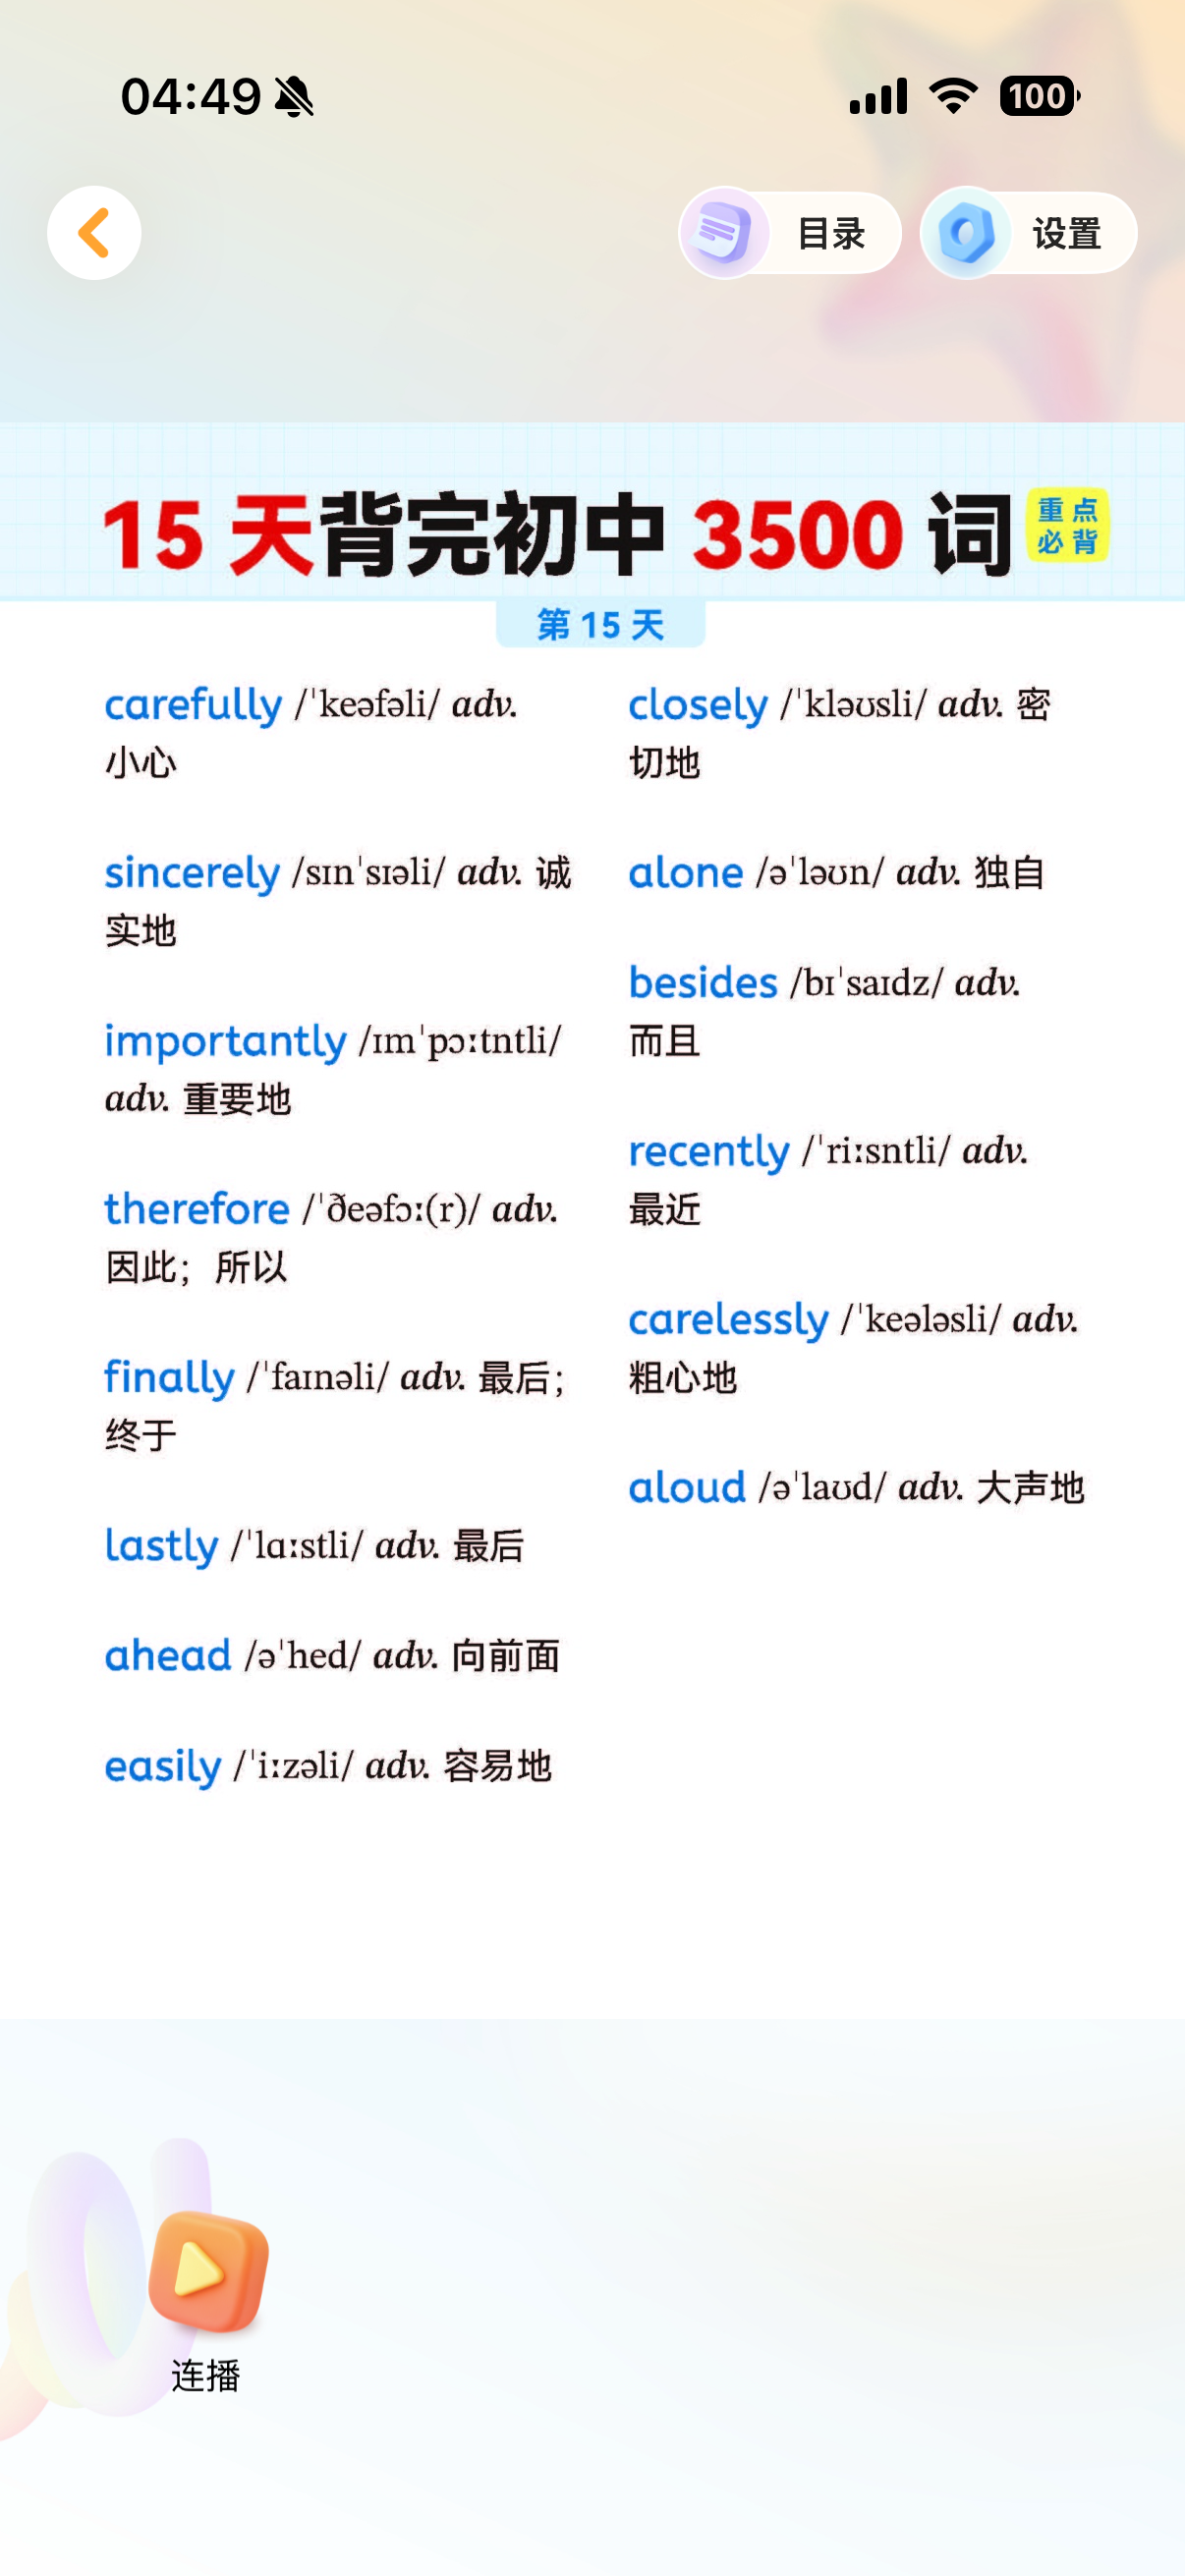 04:49
100
目录
设置
15 天背完初中 3500 词
重点
必背
第 15 天
carefully /ˈkeəfəli/ adv.
小心
sincerely /sɪnˈsɪəli/ adv. 诚
实地
importantly /ɪmˈpɔːtntli/
adv. 重要地
therefore /ˈðeəfɔː(r)/ adv.
因此；所以
finally /ˈfaɪnəli/ adv. 最后；
终于
lastly /ˈlɑːstli/ adv. 最后
ahead /əˈhed/ adv. 向前面
easily /ˈiːzəli/ adv. 容易地
closely /ˈkləʊsli/ adv. 密
切地
alone /əˈləʊn/ adv. 独自
besides /bɪˈsaɪdz/ adv.
而且
recently /ˈriːsntli/ adv.
最近
carelessly /ˈkeələsli/ adv.
粗心地
aloud /əˈlaʊd/ adv. 大声地
连播